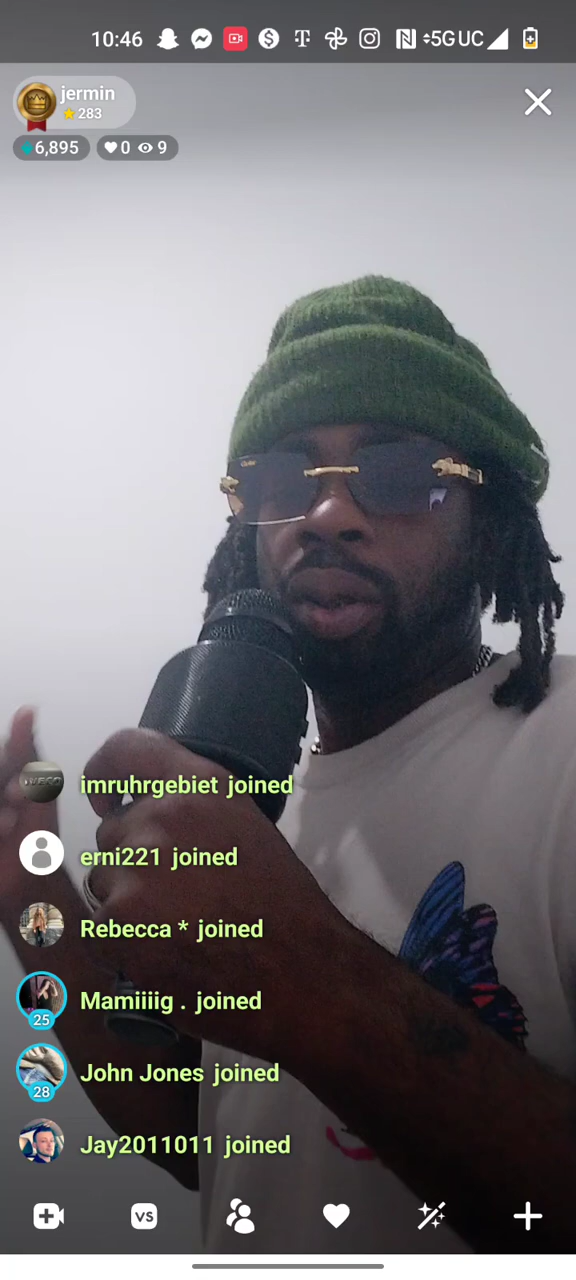 10:46 5G UC
jermin
283
6,895 0 9
imruhrgebiet joined
erni221 joined
Rebecca * joined
Mamiiiig . joined
25
John Jones joined
28
Jay2011011 joined
VS